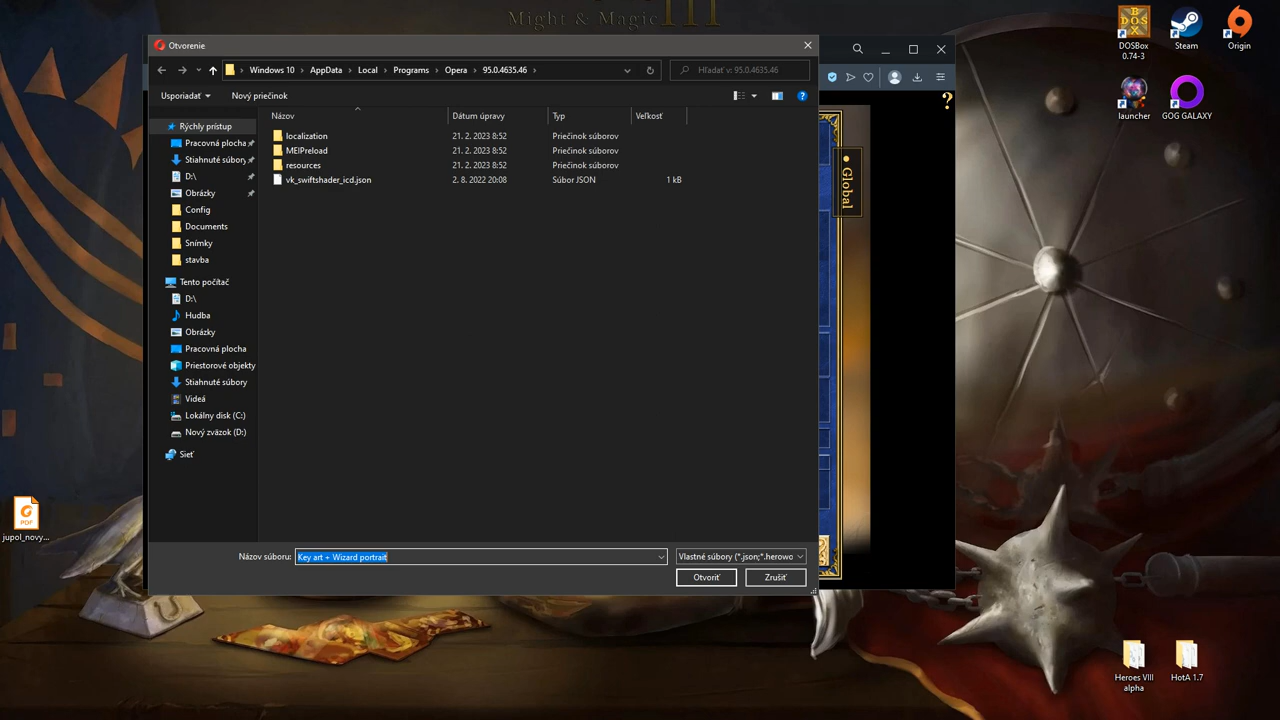 Might & Magic III
Otvorenie
Windows 10 › AppData › Local › Programs › Opera › 95.0.4635.46 ›
Hľadať v: 95.0.4635.46
Usporiadať
Nový priečinok
Názov
Dátum úpravy
Typ
Veľkosť
localization 21. 2. 2023 8:52 Priečinok súborov
MEIPreload 21. 2. 2023 8:52 Priečinok súborov
resources 21. 2. 2023 8:52 Priečinok súborov
vk_swiftshader_icd.json 2. 8. 2022 20:08 Súbor JSON 1 kB
Rýchly prístup
Pracovná plocha
Stiahnuté súbory
D:\
Obrázky
Config
Documents
Snímky
stavba
Tento počítač
D:\
Hudba
Obrázky
Pracovná plocha
Priestorové objekty
Stiahnuté súbory
Videá
Lokálny disk (C:)
Nový zväzok (D:)
Sieť
Názov súboru:
Key art + Wizard portrait
Vlastné súbory (*.json;*.herowo
Otvoriť
Zrušiť
?
Global
DOSBox
0.74-3
Steam
Origin
launcher
GOG GALAXY
PDF
jupol_novy...
Heroes VIII
alpha
HotA 1.7